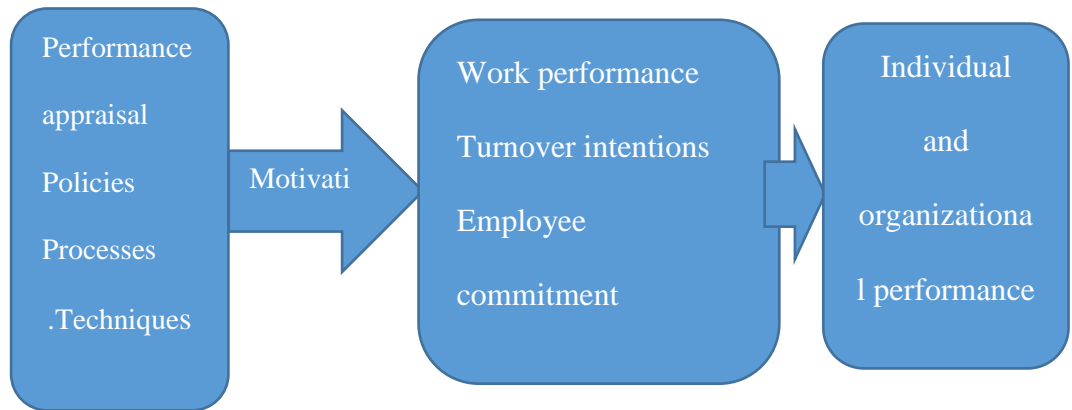 Performance
appraisal
Policies
Processes
.Techniques
Motivati
Work performance
Turnover intentions
Employee
commitment
Individual
and
organizationa
l performance